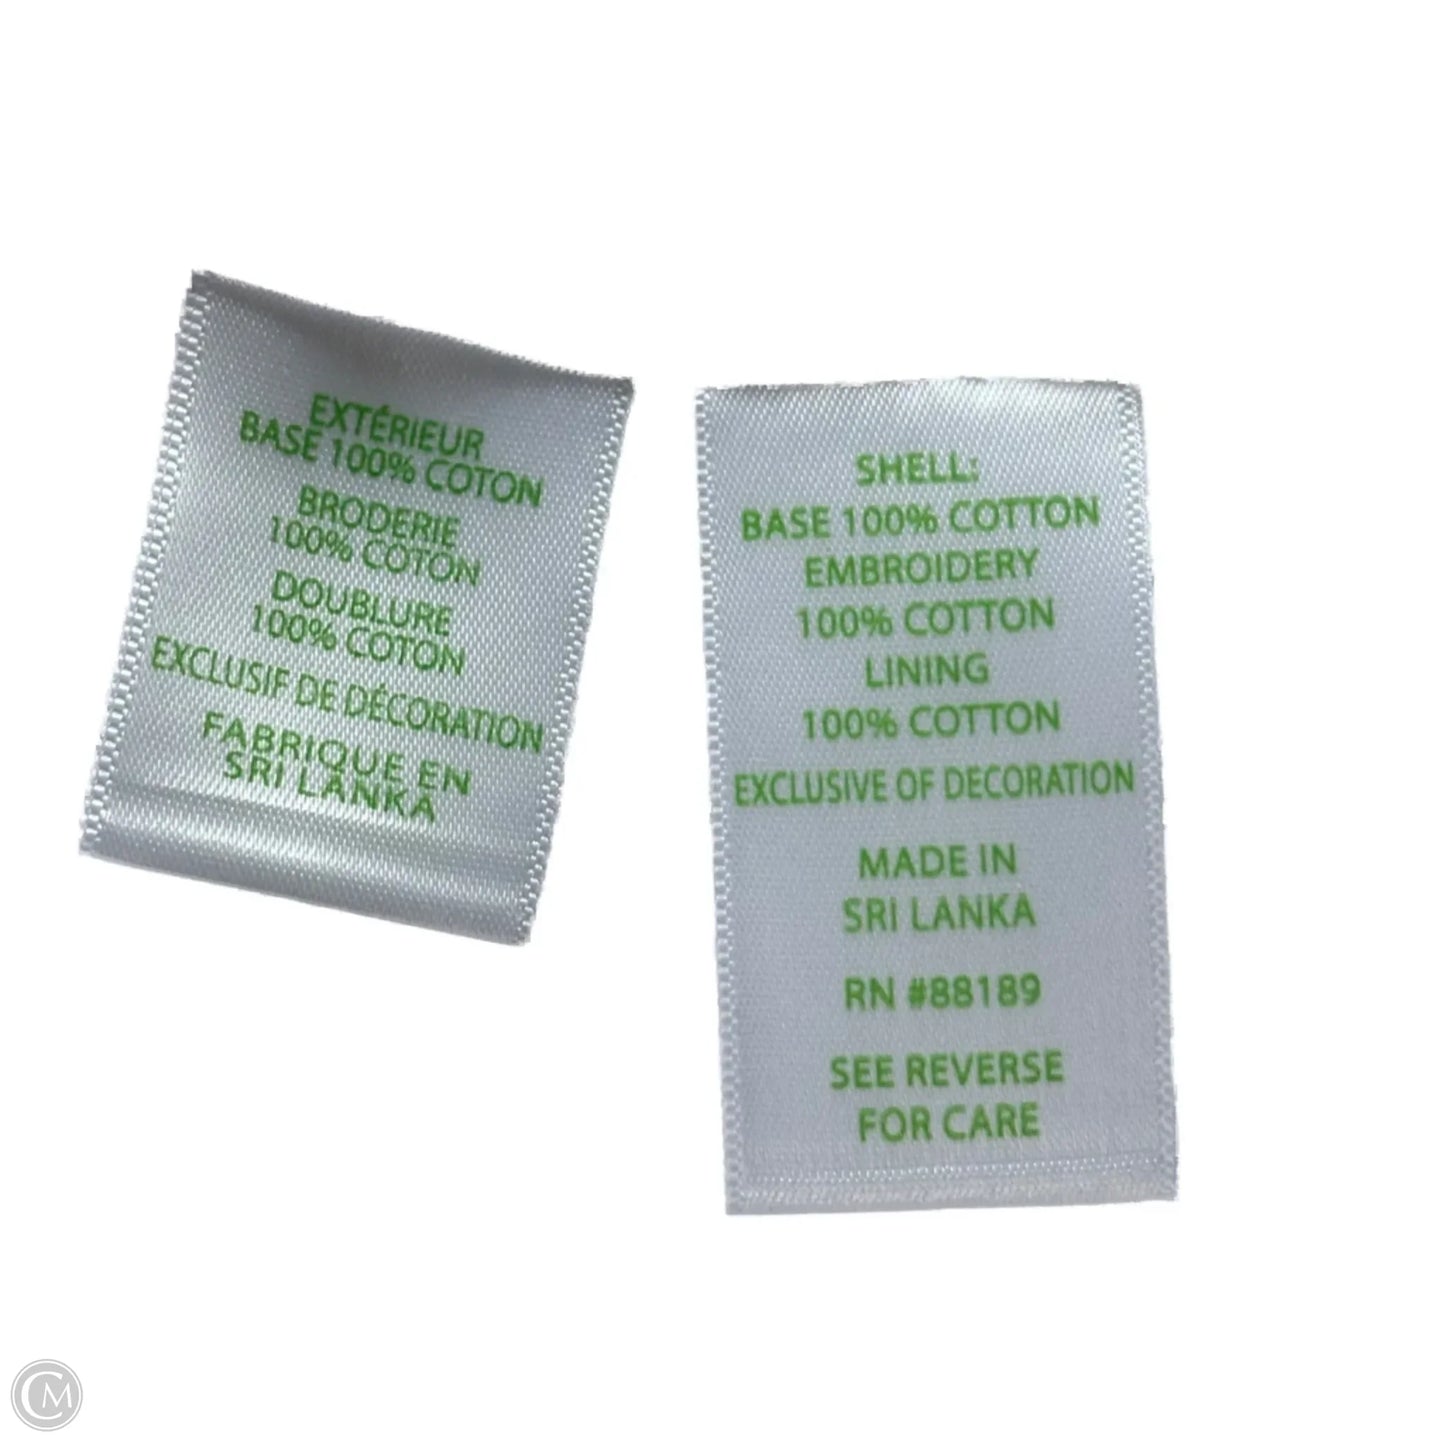 EXTÉRIEUR
BASE 100% COTON
BRODERIE
100% COTON
DOUBLURE
100% COTON
EXCLUSIF DE DÉCORATION
FABRIQUE EN
SRI LANKA
SHELL:
BASE 100% COTTON
EMBROIDERY
100% COTTON
LINING
100% COTTON
EXCLUSIVE OF DECORATION
MADE IN
SRI LANKA
RN #88189
SEE REVERSE
FOR CARE
CM